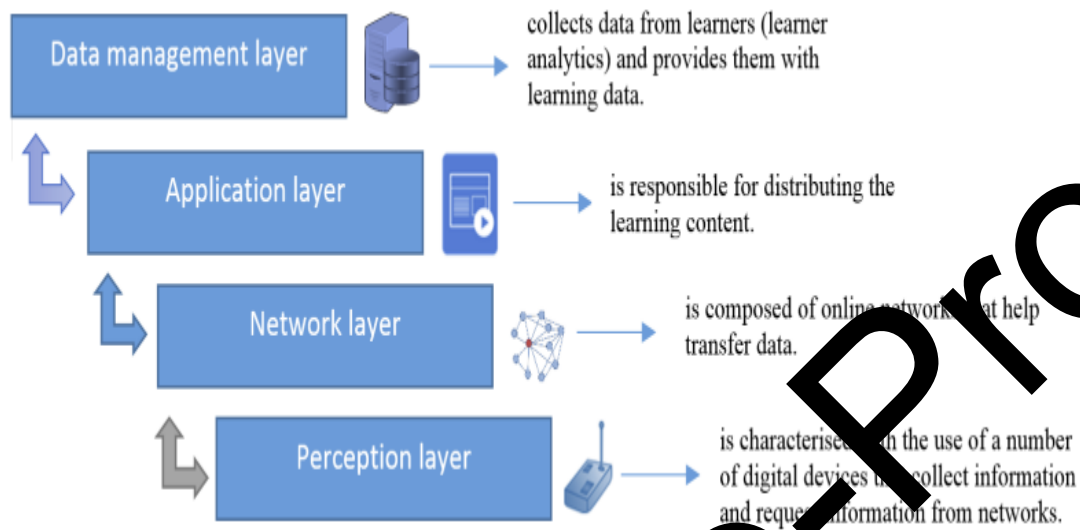 Data management layer
collects data from learners (learner
analytics) and provides them with
learning data.
Application layer
is responsible for distributing the
learning content.
Network layer
is composed of online help
transfer data.
Perception layer
is the use of a number
of digital devices collect information
and from networks.
-Pro